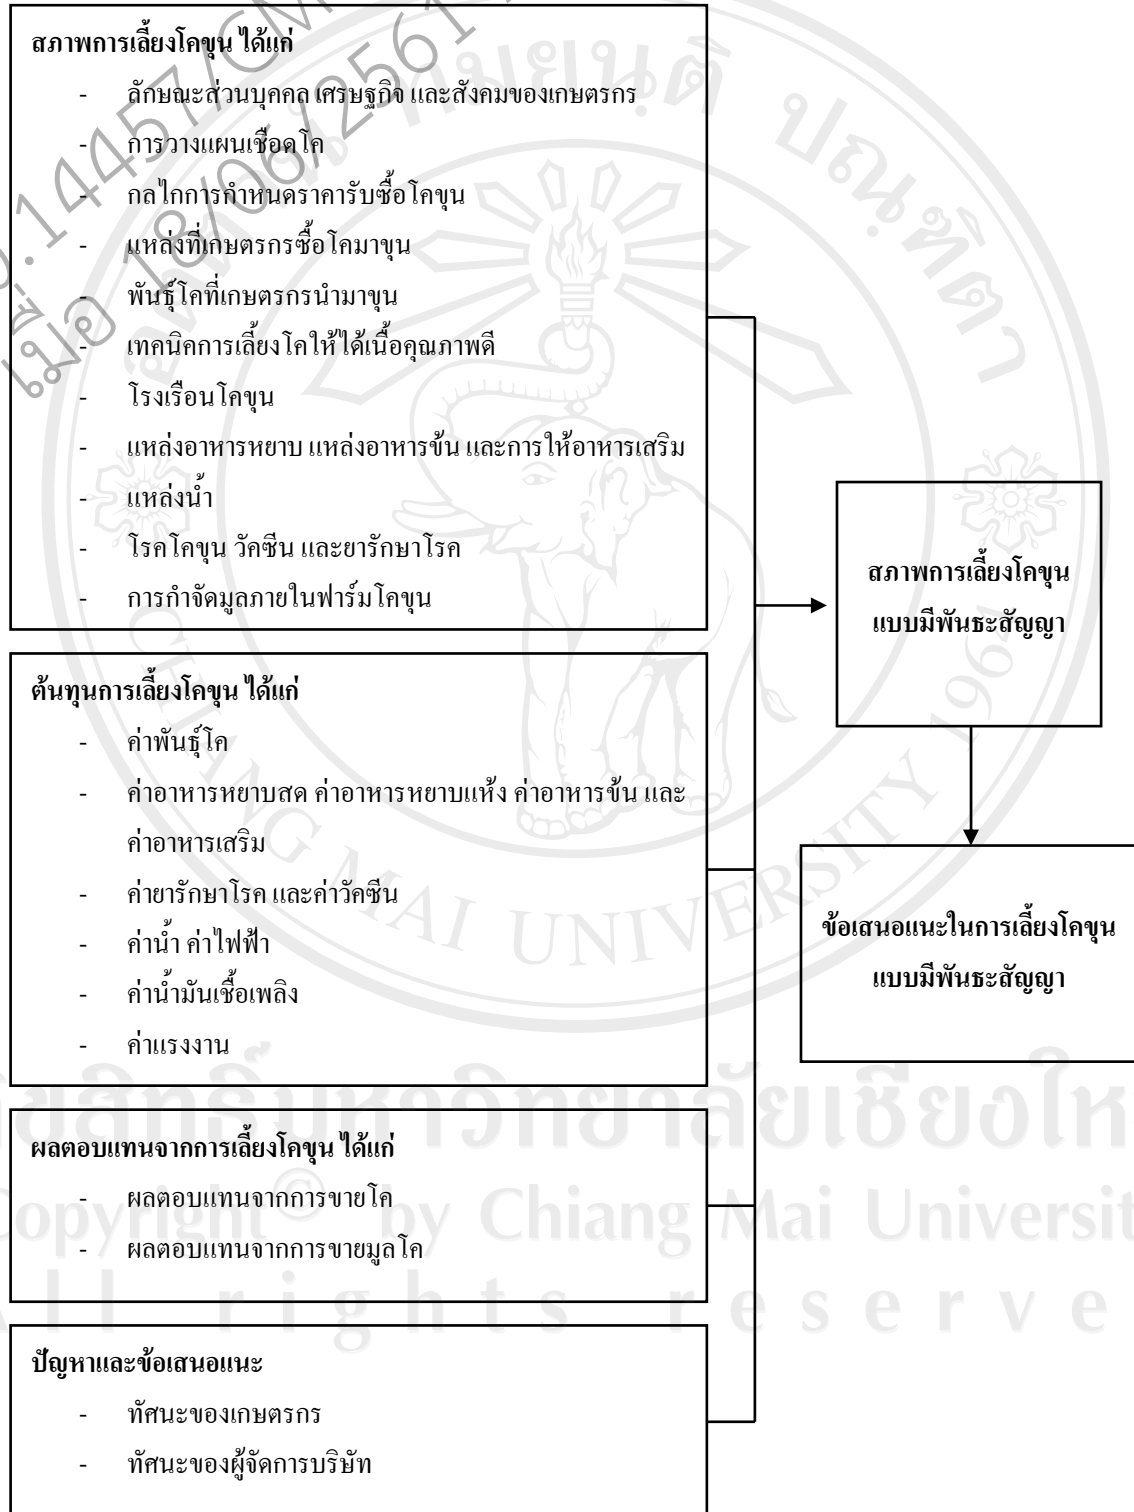 สภาพการเลี้ยงโคขุน ได้แก่
- ลักษณะส่วนบุคคล เศรษฐกิจ และสังคมของเกษตรกร
- การวางแผนเชือดโค
- กลไกการกำหนดราคารับซื้อโคขุน
- แหล่งที่เกษตรกรซื้อโคมาขุน
- พันธุ์โคที่เกษตรกรนำมาขุน
- เทคนิคการเลี้ยงโคให้ได้เนื้อคุณภาพดี
- โรงเรือนโคขุน
- แหล่งอาหารหยาบ แหล่งอาหารข้น และการให้อาหารเสริม
- แหล่งน้ำ
- โรคโคขุน วัคซีน และยารักษาโรค
- การกำจัดมูลภายในฟาร์มโคขุน
ต้นทุนการเลี้ยงโคขุน ได้แก่
- ค่าพันธุ์โค
- ค่าอาหารหยาบสด ค่าอาหารหยาบแห้ง ค่าอาหารข้น และ
ค่าอาหารเสริม
- ค่ายารักษาโรค และค่าวัคซีน
- ค่าน้ำ ค่าไฟฟ้า
- ค่าน้ำมันเชื้อเพลิง
- ค่าแรงงาน
ผลตอบแทนจากการเลี้ยงโคขุน ได้แก่
- ผลตอบแทนจากการขายโค
- ผลตอบแทนจากการขายมูลโค
ปัญหาและข้อเสนอแนะ
- ทัศนะของเกษตรกร
- ทัศนะของผู้จัดการบริษัท
สภาพการเลี้ยงโคขุน
แบบมีพันธะสัญญา
ข้อเสนอแนะในการเลี้ยงโคขุน
แบบมีพันธะสัญญา
CHIANG MAI UNIVERSITY 1964
18/06/2561
Copyright © by Chiang Mai Universit
All rights reserve